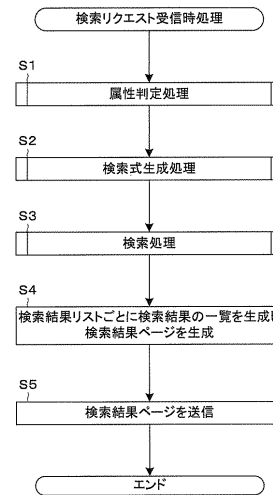 検索リクエスト受信時処理
S1
属性判定処理
S2
検索式生成処理
S3
検索処理
S4
検索結果リストごとに検索結果の一覧を生成
検索結果ページを生成
S5
検索結果ページを送信
エンド